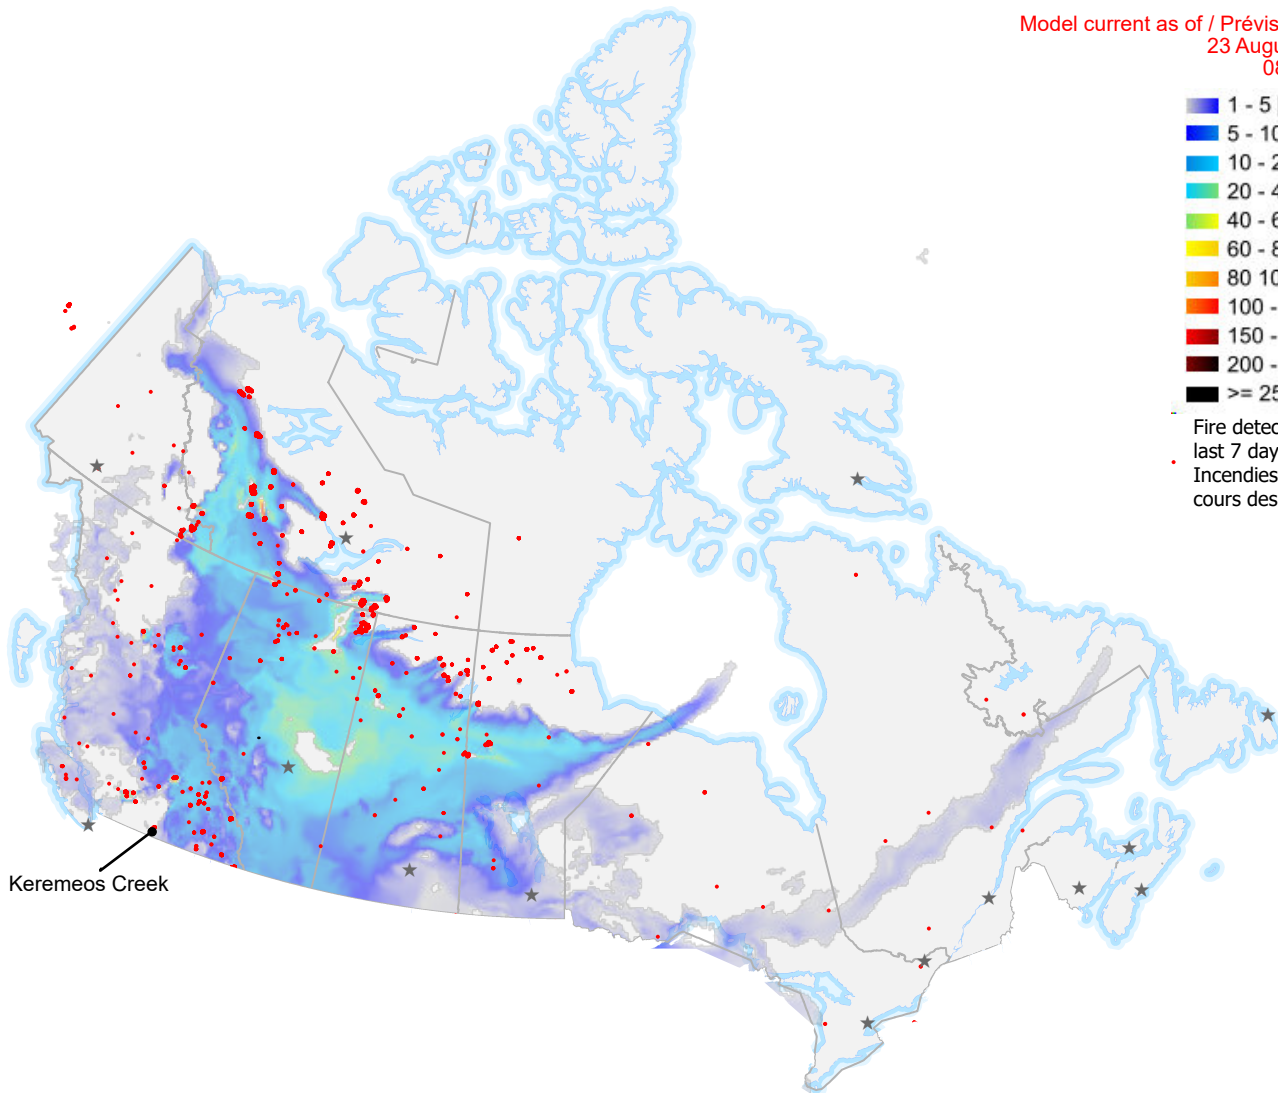 Model current as of / Prévis
23 Augu
08
1 - 5
5 - 10
10 - 2
20 - 4
40 - 6
60 - 8
80 10
100 -
150 -
200 -
>= 25
Fire detec
last 7 day
Incendies
cours des
Keremeos Creek